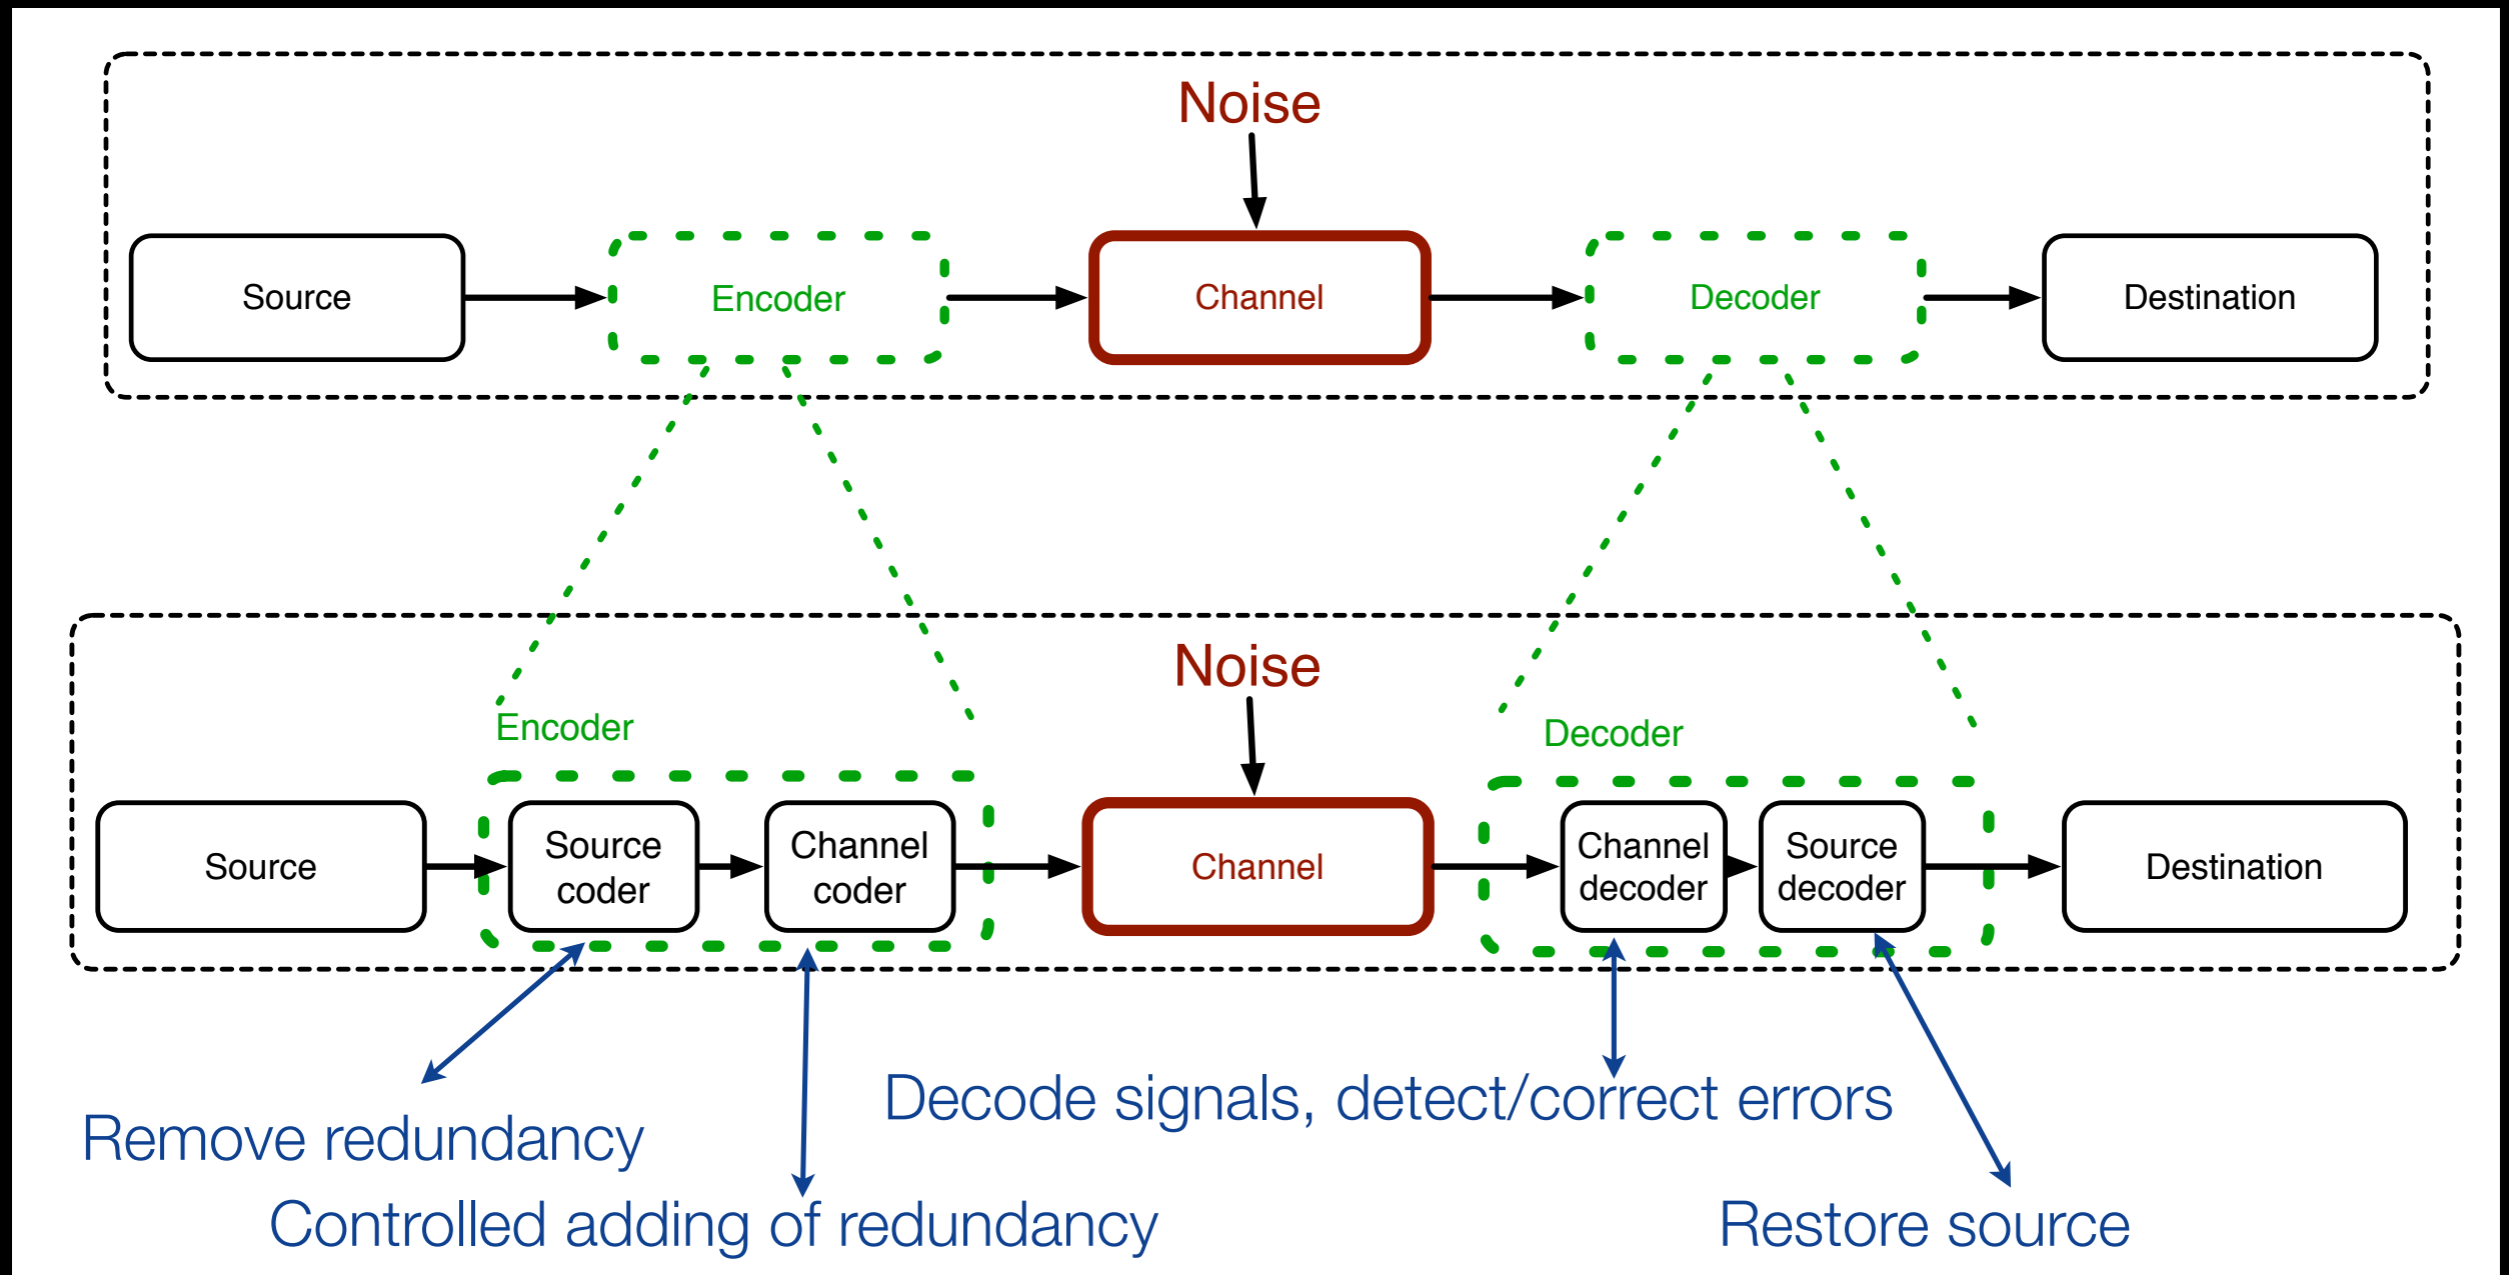 Noise
Source
Encoder
Channel
Decoder
Destination
Noise
Encoder
Decoder
Source
Source
coder
Channel
coder
Channel
Channel
decoder
Source
decoder
Destination
Decode signals, detect/correct errors
Remove redundancy
Controlled adding of redundancy
Restore source